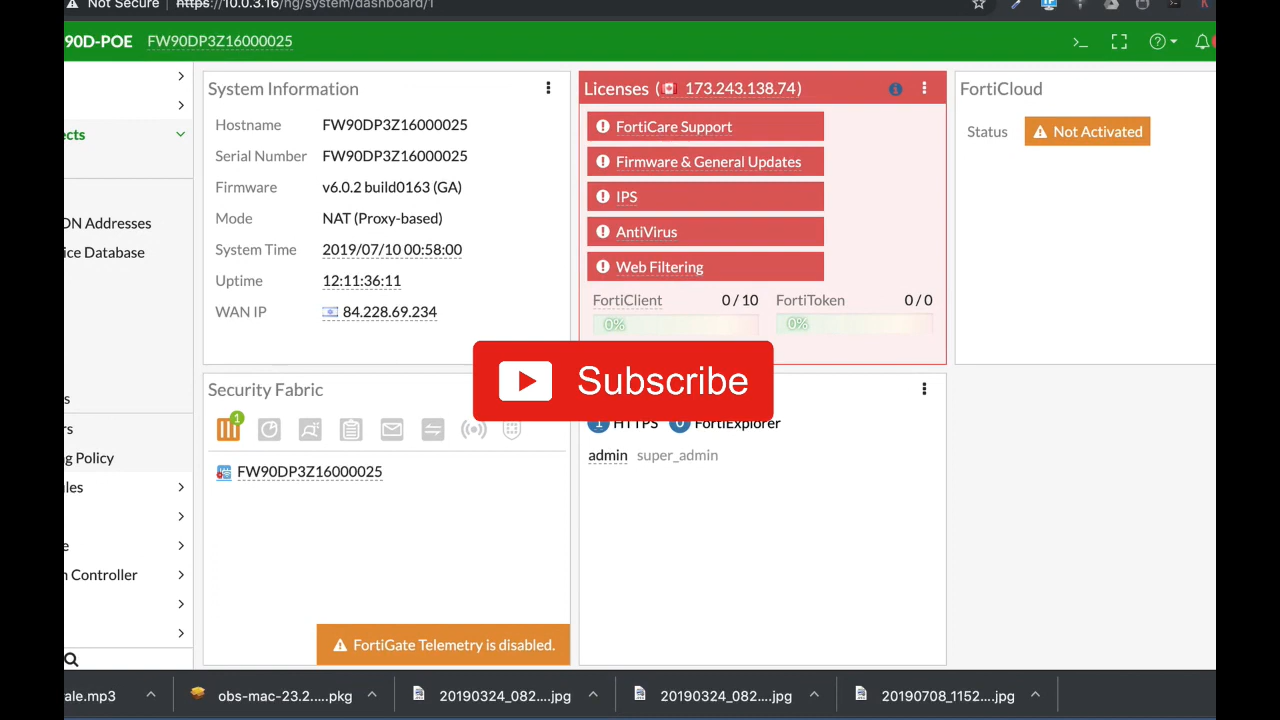 Not Secure | https://10.0.3.16/ng/system/dashboard/1
90D-POE FW90DP3Z16000025
>_
ects
DN Addresses
ice Database
s
rs
g Policy
les
e
n Controller
System Information
Hostname FW90DP3Z16000025
Serial Number FW90DP3Z16000025
Firmware v6.0.2 build0163 (GA)
Mode NAT (Proxy-based)
System Time 2019/07/10 00:58:00
Uptime 12:11:36:11
WAN IP 84.228.69.234
Licenses ( 173.243.138.74)
FortiCare Support
Firmware & General Updates
IPS
AntiVirus
Web Filtering
FortiClient 0 / 10 FortiToken 0 / 0
0% 0%
FortiCloud
Status Not Activated
Subscribe
Security Fabric
1
FW90DP3Z16000025
FortiGate Telemetry is disabled.
1 HTTPS 0 FortiExplorer
admin super_admin
ale.mp3 obs-mac-23.2.....pkg 20190324_082....jpg 20190324_082....jpg 20190708_1152....jpg